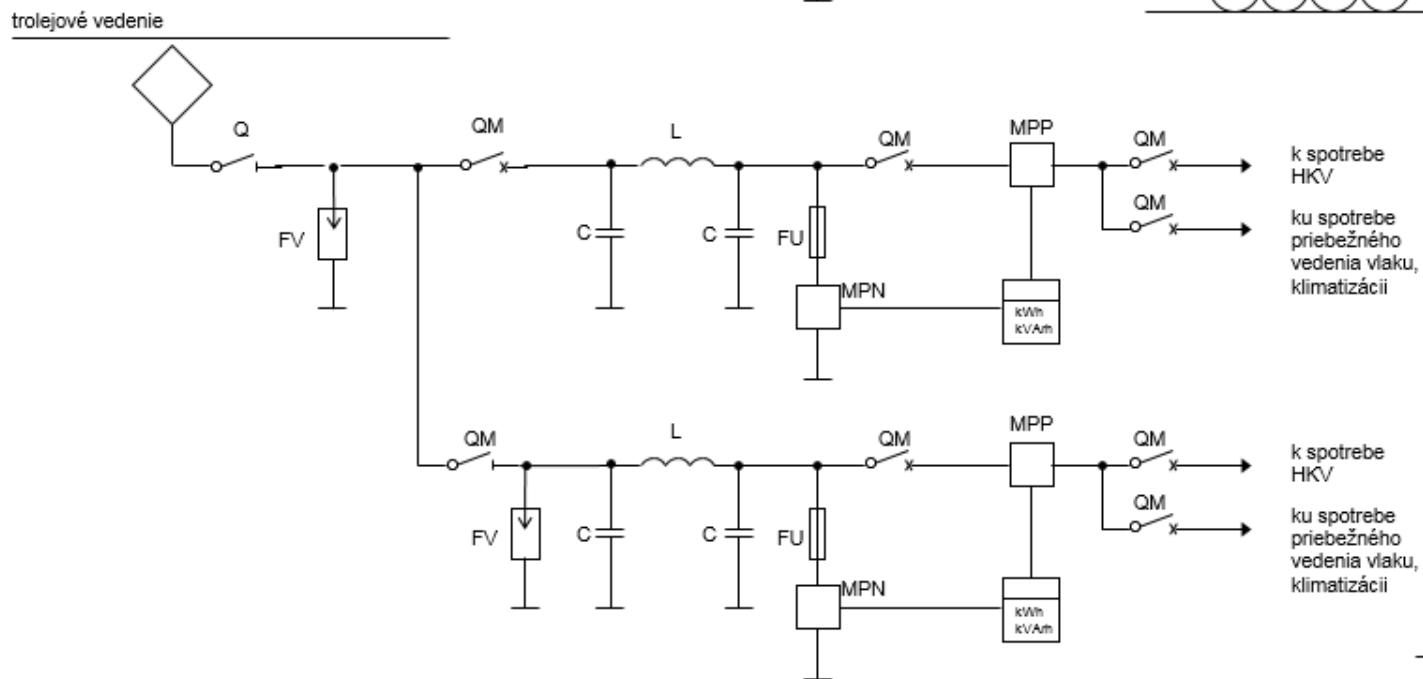 trolejové vedenie
Q
QM
L
QM
MPP
QM
k spotrebe
HKV
QM
ku spotrebe
priebežného
vedenia vlaku,
klimatizácii
FV
C
C
FU
MPN
kWh
kVArh
QM
L
QM
MPP
QM
k spotrebe
HKV
QM
ku spotrebe
priebežného
vedenia vlaku,
klimatizácii
FV
C
C
FU
MPN
kWh
kVArh